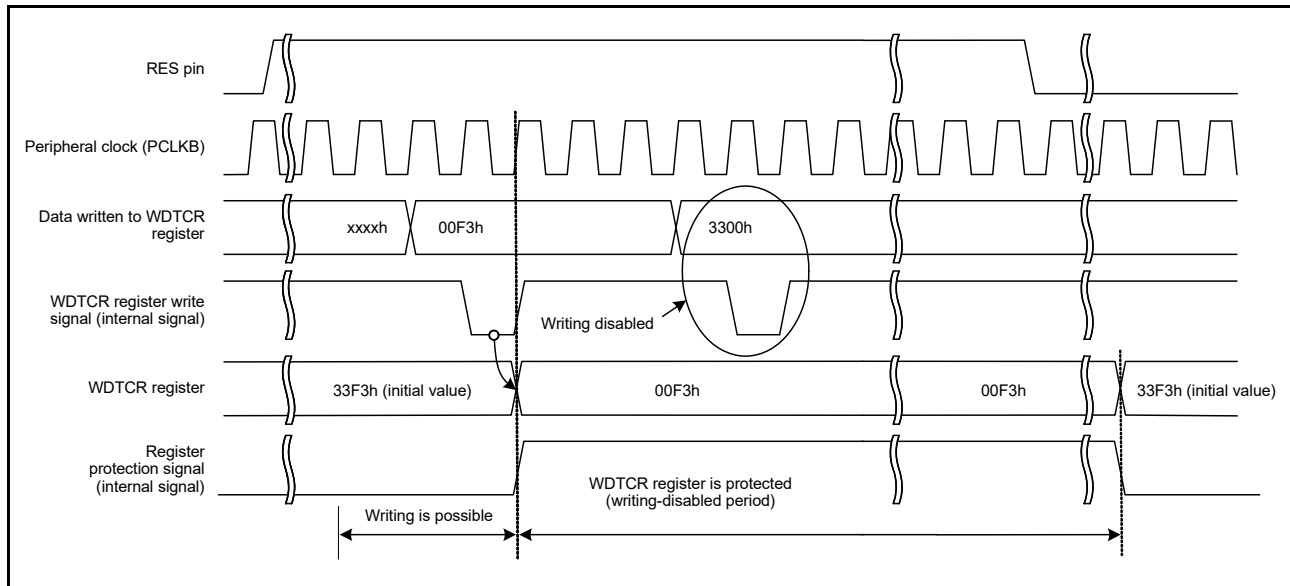 RES pin
Peripheral clock (PCLKB)
Data written to WDTCR
register
xxxxh
00F3h
3300h
WDTCR register write
signal (internal signal)
Writing disabled
WDTCR register
33F3h (initial value)
00F3h
00F3h
33F3h (initial value)
Register
protection signal
(internal signal)
WDTCR register is protected
(writing-disabled period)
Writing is possible